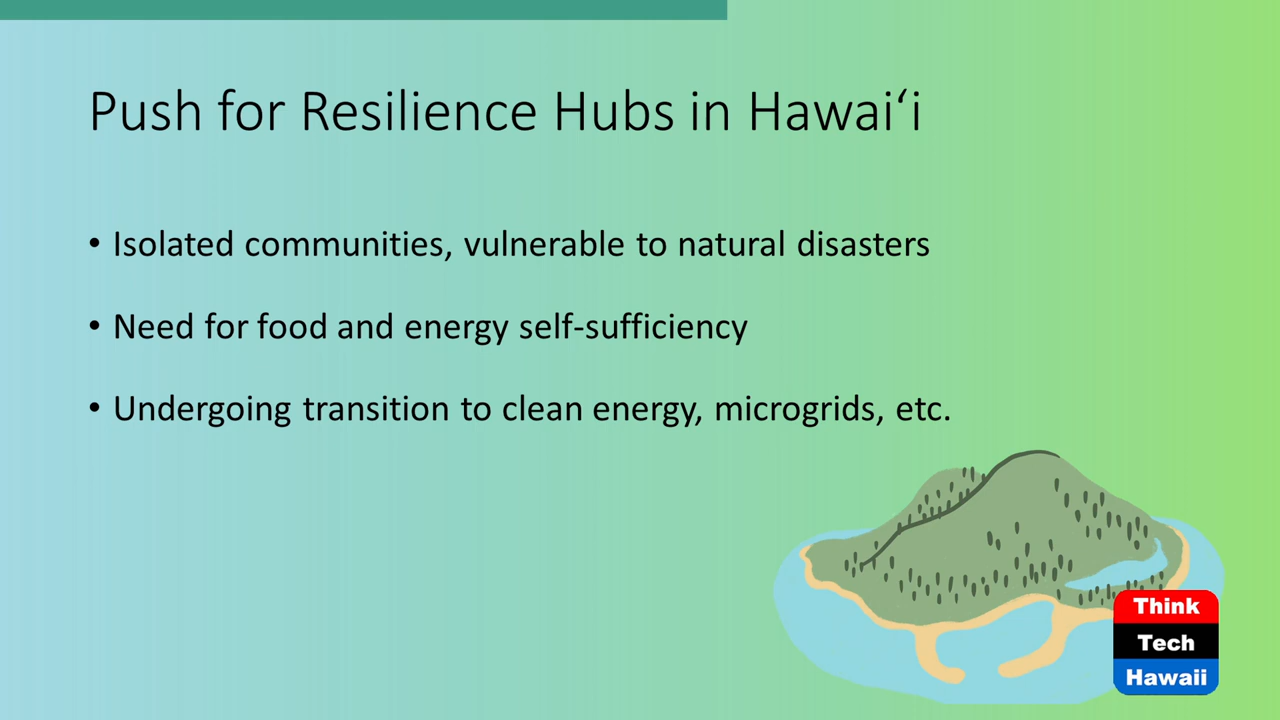 Push for Resilience Hubs in Hawaiʻi
• Isolated communities, vulnerable to natural disasters
• Need for food and energy self-sufficiency
• Undergoing transition to clean energy, microgrids, etc.
Think
Tech
Hawaii